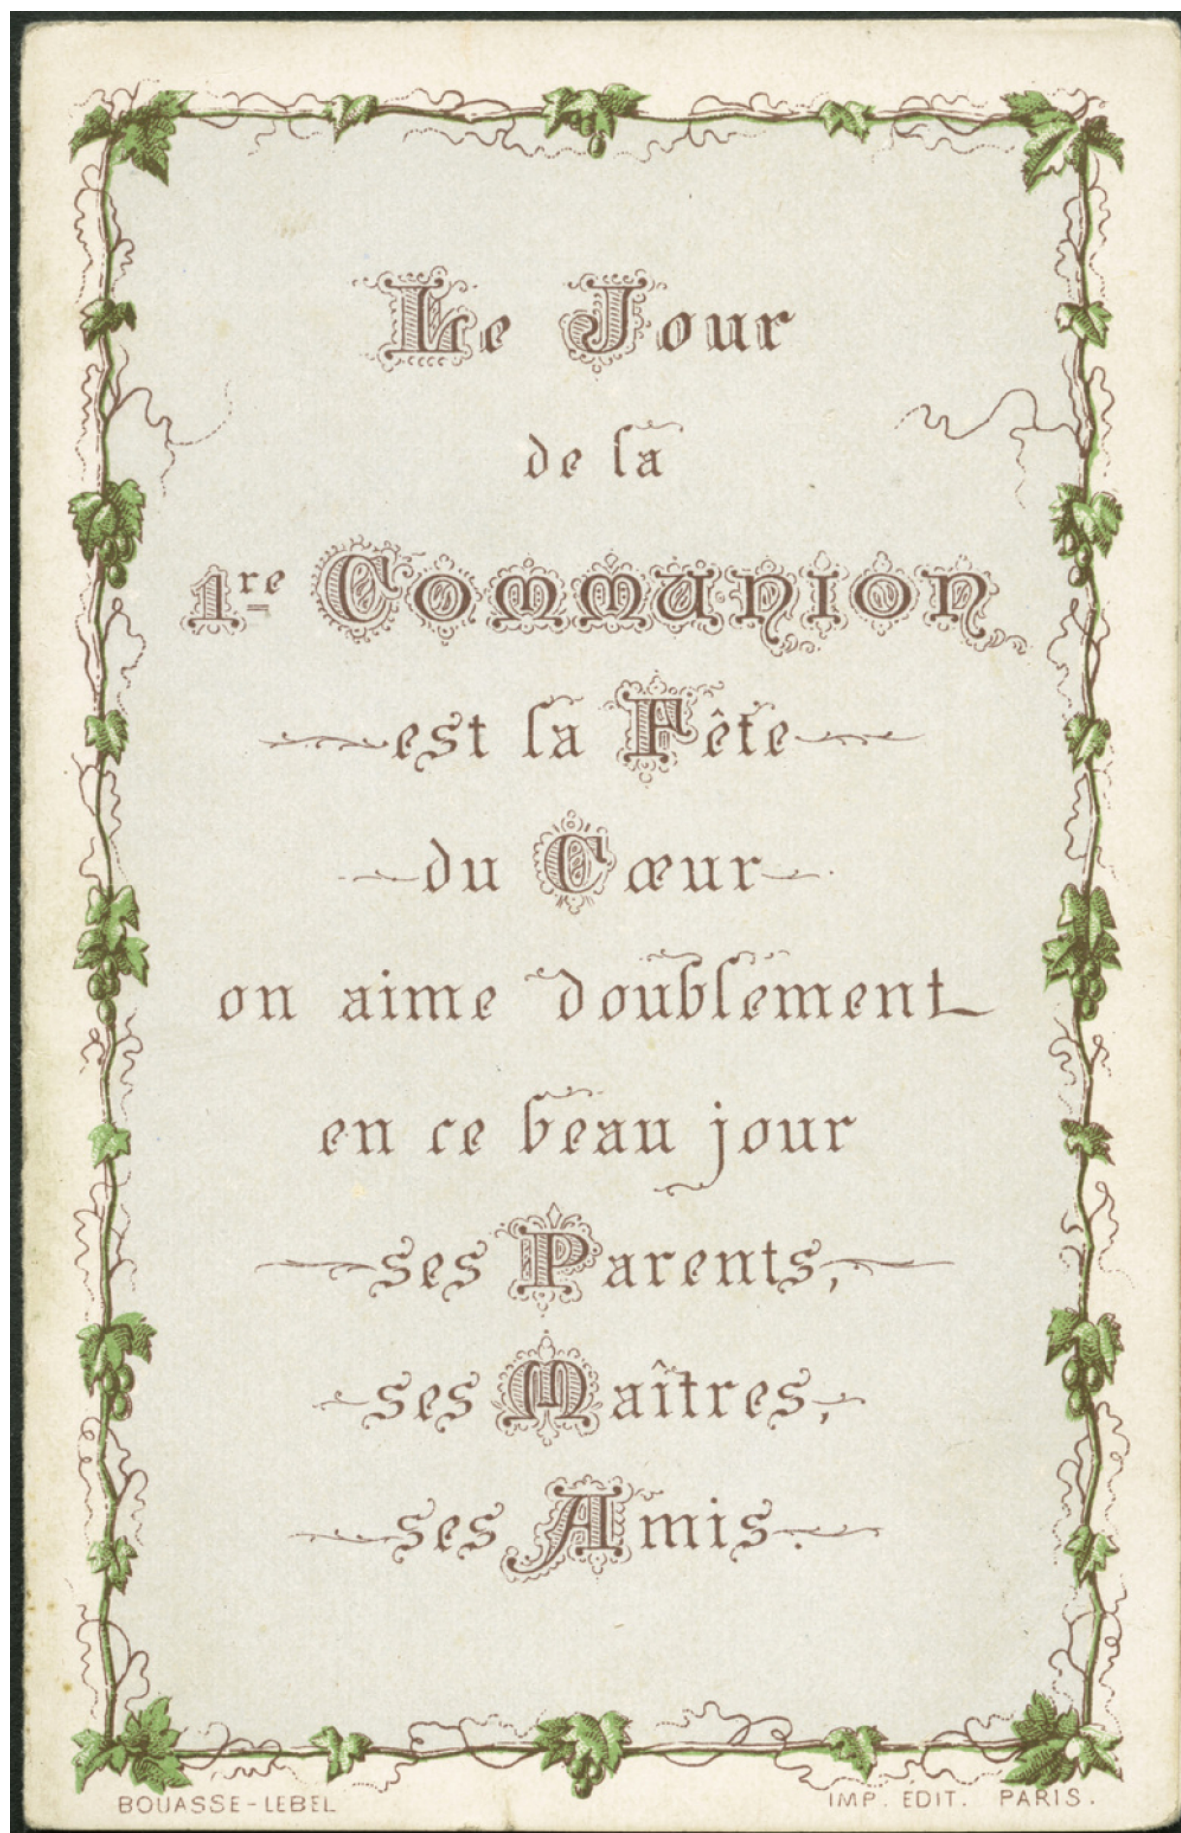 Le Jour
de la
1re Communion
est la Fête
du Cœur
on aime doublement
en ce beau jour
ses Parents,
ses Maîtres,
ses Amis.
BOUASSE-LEBEL IMP. EDIT. PARIS.